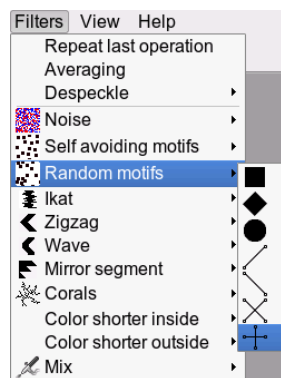 Filters View Help
Repeat last operation
Averaging
Despeckle
Noise
Self avoiding motifs
Random motifs
Ikat
Zigzag
Wave
Mirror segment
Corals
Color shorter inside
Color shorter outside
Mix